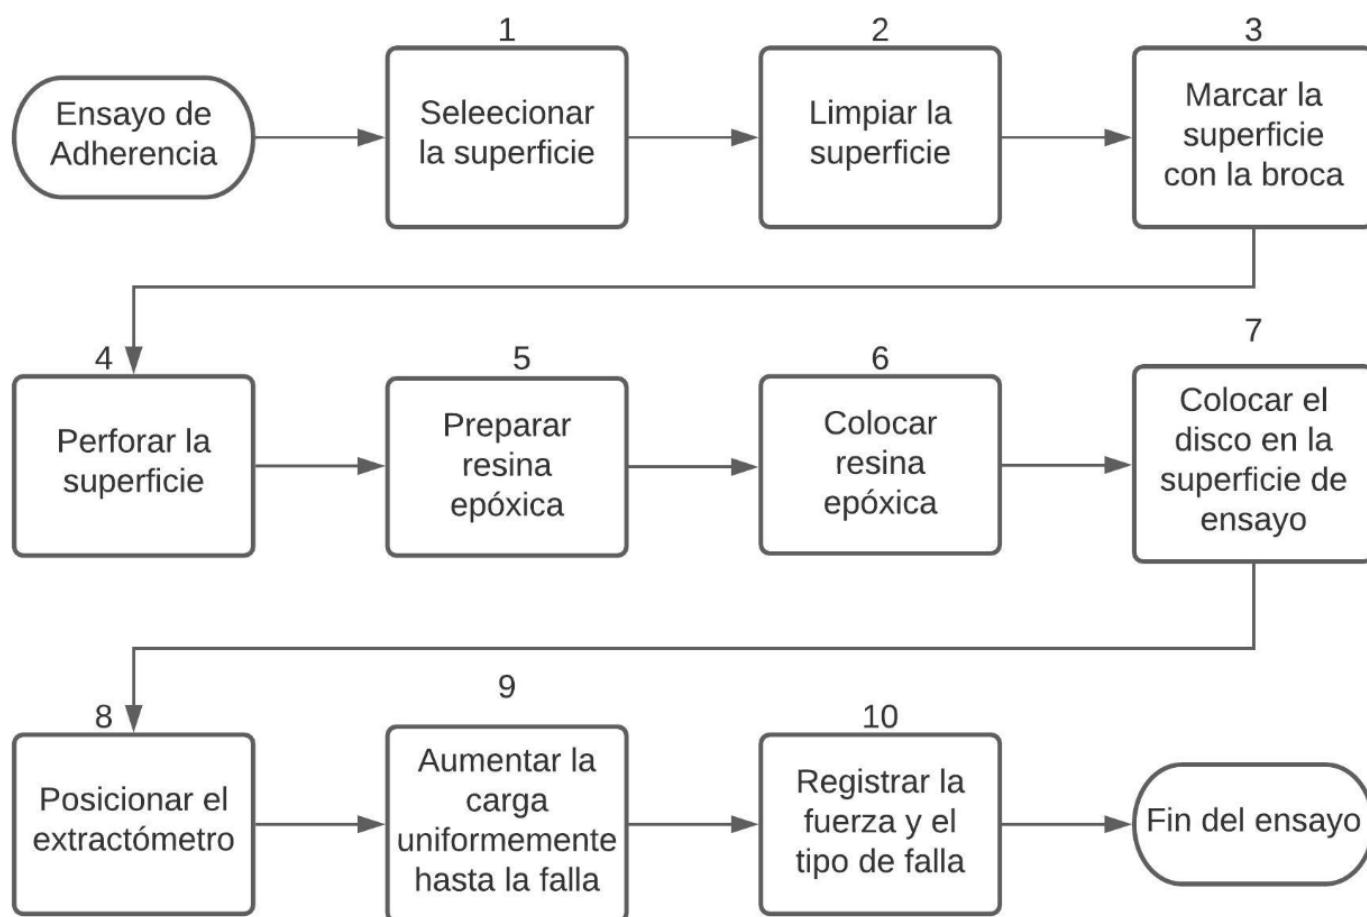 Ensayo de
Adherencia
1
Seleecionar
la superficie
2
Limpiar la
superficie
3
Marcar la
superficie
con la broca
4
Perforar la
superficie
5
Preparar
resina
epóxica
6
Colocar
resina
epóxica
7
Colocar el
disco en la
superficie de
ensayo
8
Posicionar el
extractómetro
9
Aumentar la
carga
uniformemente
hasta la falla
10
Registrar la
fuerza y el
tipo de falla
Fin del ensayo